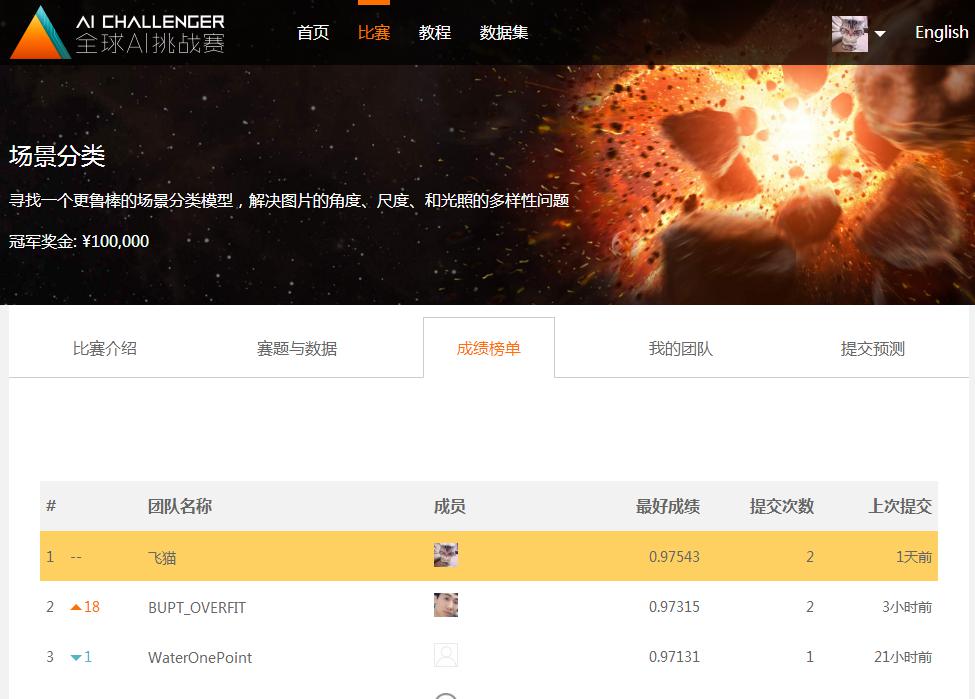 AI CHALLENGER
全球AI挑战赛
首页 比赛 教程 数据集 English
场景分类
寻找一个更鲁棒的场景分类模型，解决图片的角度、尺度、和光照的多样性问题
冠军奖金: ¥100,000
比赛介绍 赛题与数据 成绩榜单 我的团队 提交预测
# 团队名称 成员 最好成绩 提交次数 上次提交
1 -- 飞猫 0.97543 2 1天前
2 18 BUPT_OVERFIT 0.97315 2 3小时前
3 1 WaterOnePoint 0.97131 1 21小时前